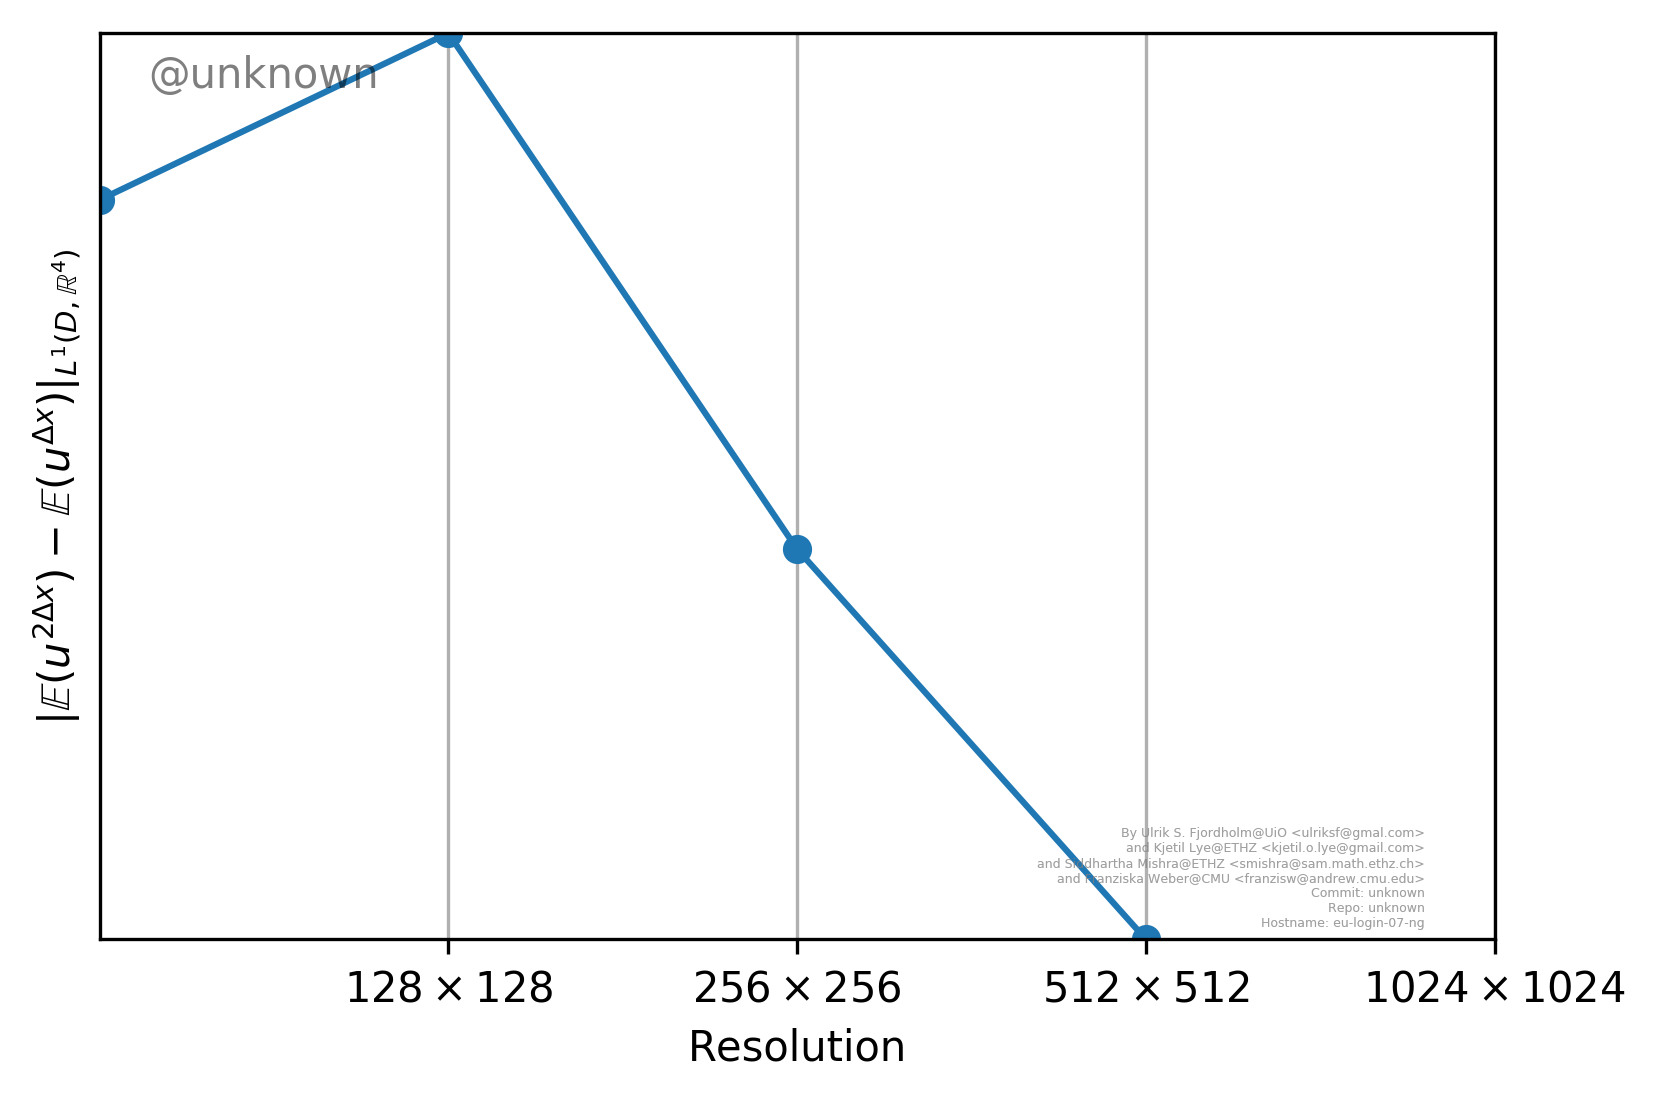 @unknown
|𝔼(u^{2Δx}) − 𝔼(u^{Δx})|_{L^1(D, ℝ^4)}
By Ulrik S. Fjordholm@UiO <ulriksf@gmal.com>
and Kjetil Lye@ETHZ <kjetil.o.lye@gmail.com>
and Siddhartha Mishra@ETHZ <smishra@sam.math.ethz.ch>
and Franziska Weber@CMU <franzisw@andrew.cmu.edu>
Commit: unknown
Repo: unknown
Hostname: eu-login-07-ng
128 × 128 256 × 256 512 × 512 1024 × 1024
Resolution